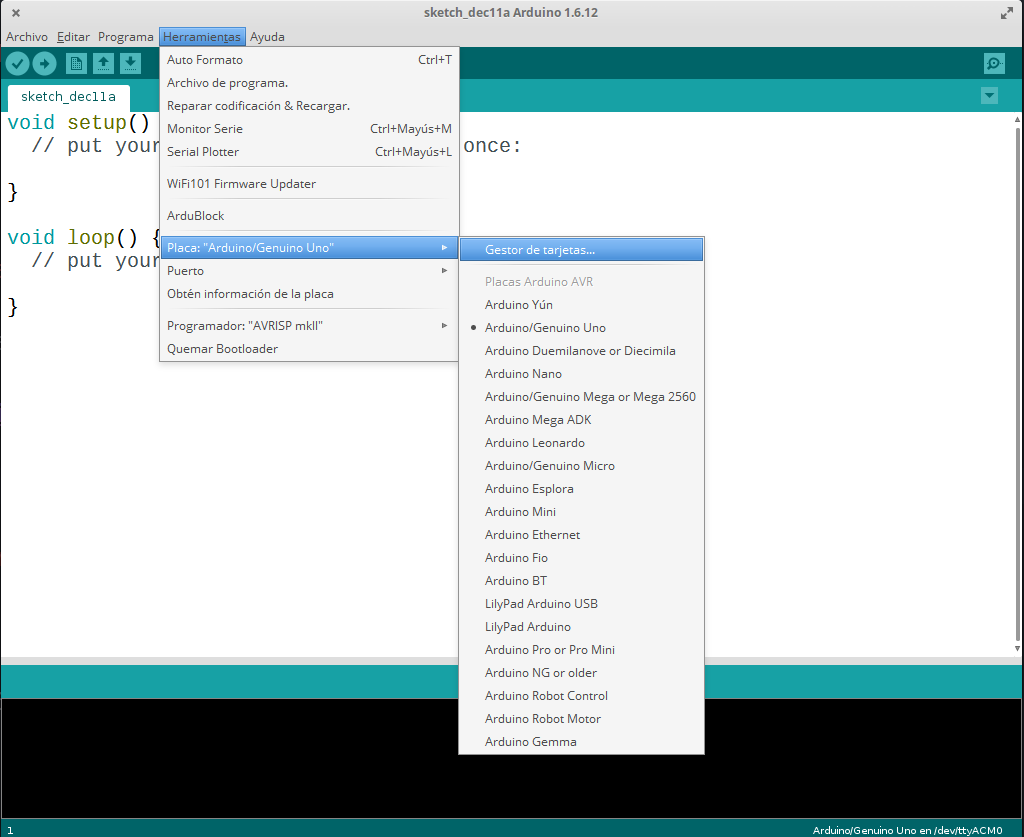 sketch_dec11a Arduino 1.6.12
Archivo Editar Programa Herramientas Ayuda
sketch_dec11a
void setup()
// put your once:
}
void loop() {
// put your
}
Auto Formato Ctrl+T
Archivo de programa.
Reparar codificación & Recargar.
Monitor Serie Ctrl+Mayús+M
Serial Plotter Ctrl+Mayús+L
WiFi101 Firmware Updater
ArduBlock
Placa: "Arduino/Genuino Uno"
Puerto
Obtén información de la placa
Programador: "AVRISP mkII"
Quemar Bootloader
Gestor de tarjetas...
Placas Arduino AVR
Arduino Yún
Arduino/Genuino Uno
Arduino Duemilanove or Diecimila
Arduino Nano
Arduino/Genuino Mega or Mega 2560
Arduino Mega ADK
Arduino Leonardo
Arduino/Genuino Micro
Arduino Esplora
Arduino Mini
Arduino Ethernet
Arduino Fio
Arduino BT
LilyPad Arduino USB
LilyPad Arduino
Arduino Pro or Pro Mini
Arduino NG or older
Arduino Robot Control
Arduino Robot Motor
Arduino Gemma
1 Arduino/Genuino Uno en /dev/ttyACM0